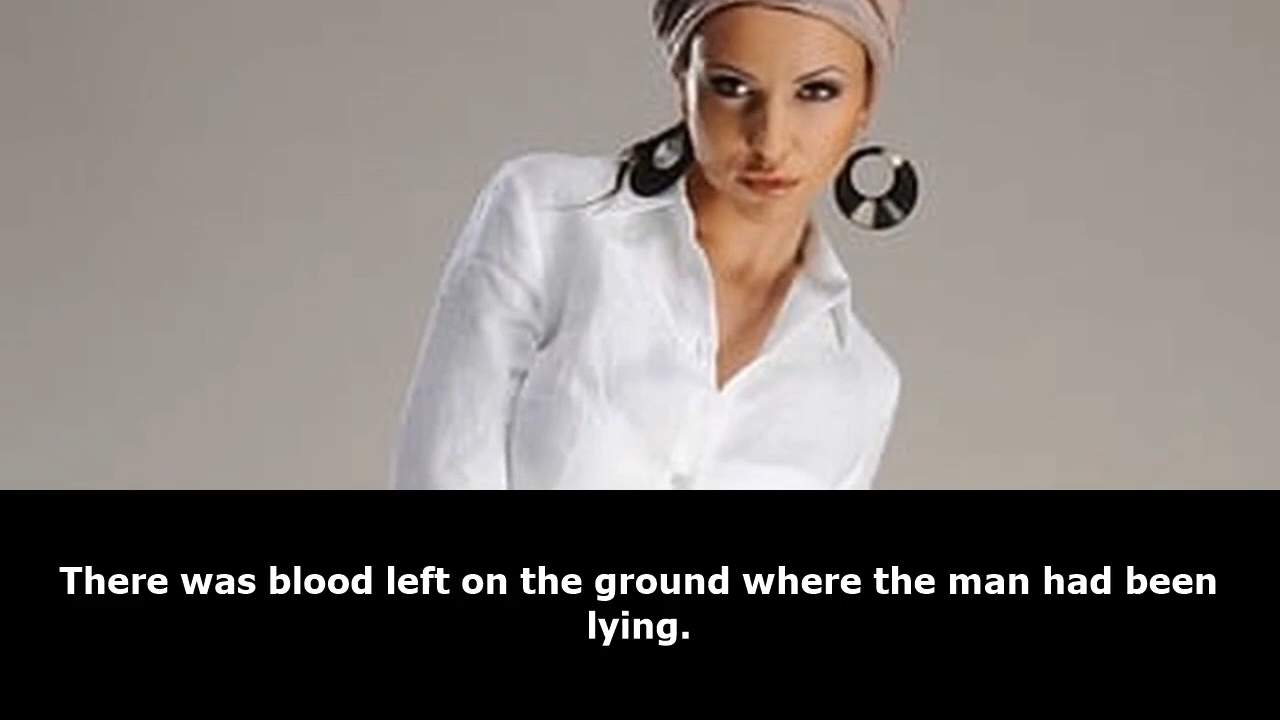 There was blood left on the ground where the man had been
lying.